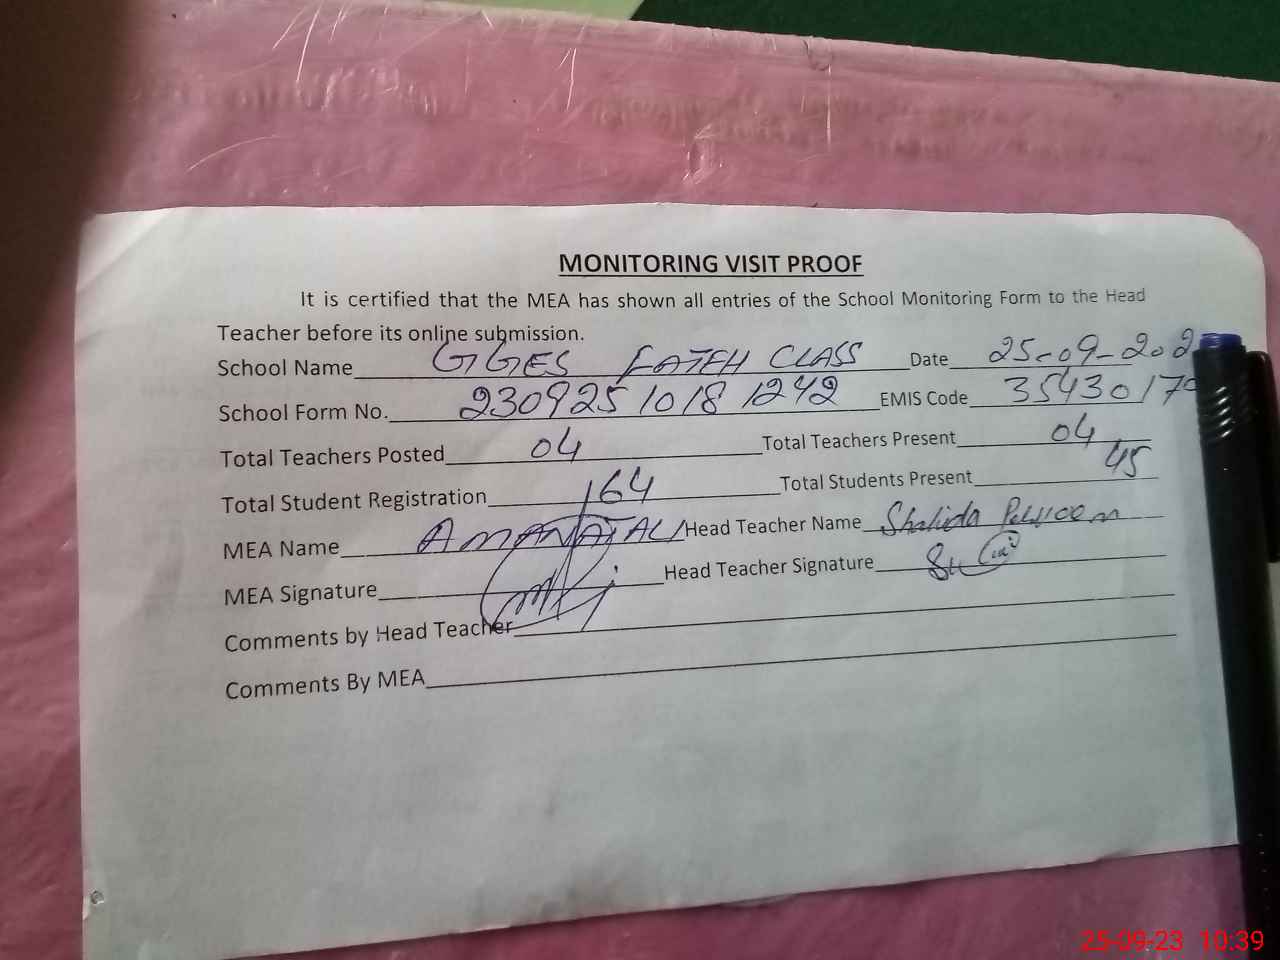 MONITORING VISIT PROOF
It is certified that the MEA has shown all entries of the School Monitoring Form to the Head
Teacher before its online submission.
School Name GGES FATEH CLASS Date 25-09-202
School Form No. 230925 1018 1242 EMIS Code 35430170
Total Teachers Posted 04 Total Teachers Present 04
Total Student Registration 164 Total Students Present 45
MEA Name AMANAT ALI Head Teacher Name Shahida
MEA Signature Head Teacher Signature
Comments by Head Teacher
Comments By MEA
25-09-23 10:39